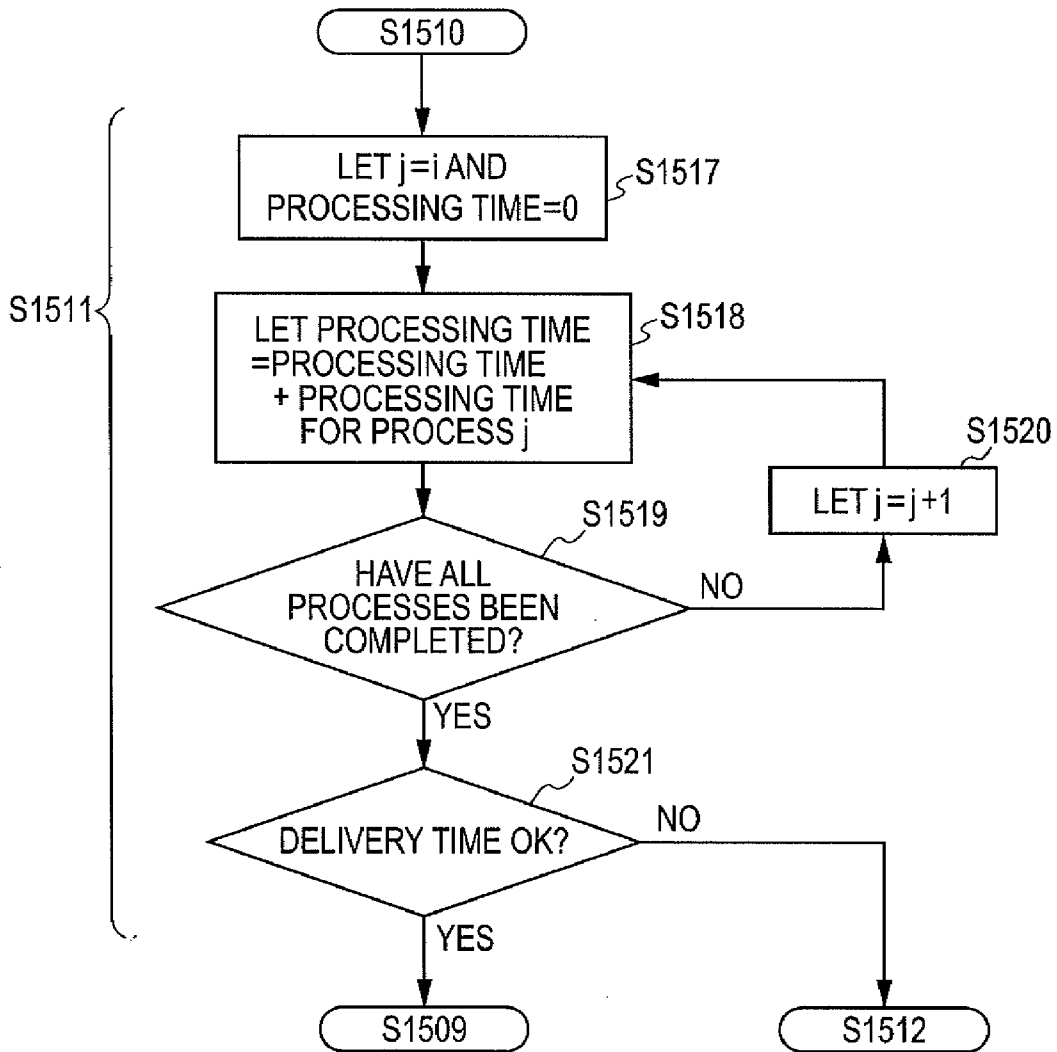 S1510
LET j=i AND
PROCESSING TIME=0
S1517
S1511
LET PROCESSING TIME
=PROCESSING TIME
+ PROCESSING TIME
FOR PROCESS j
S1518
S1520
LET j=j+1
S1519
HAVE ALL
PROCESSES BEEN
COMPLETED?
NO
YES
S1521
DELIVERY TIME OK?
NO
YES
S1509
S1512